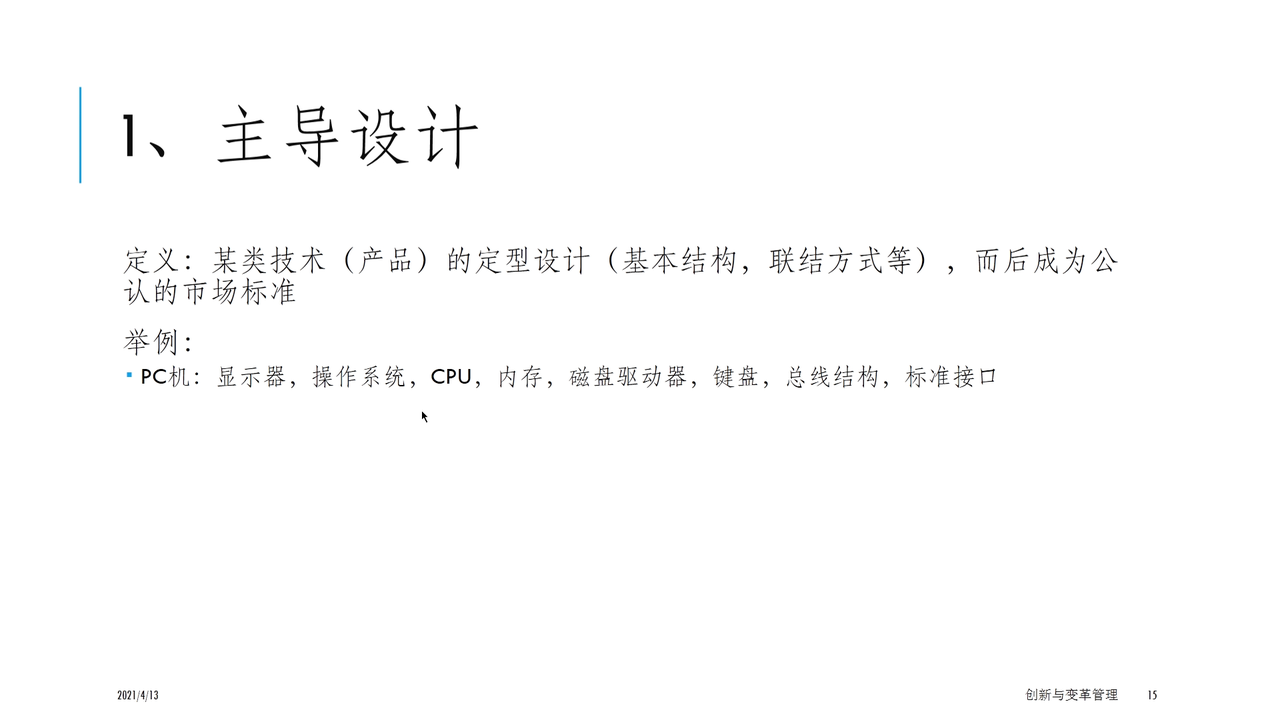 1、主导设计
定义：某类技术（产品）的定型设计（基本结构，联结方式等），而后成为公
认的市场标准
举例：
PC机：显示器，操作系统，CPU，内存，磁盘驱动器，键盘，总线结构，标准接口
2021/4/13
创新与变革管理
15